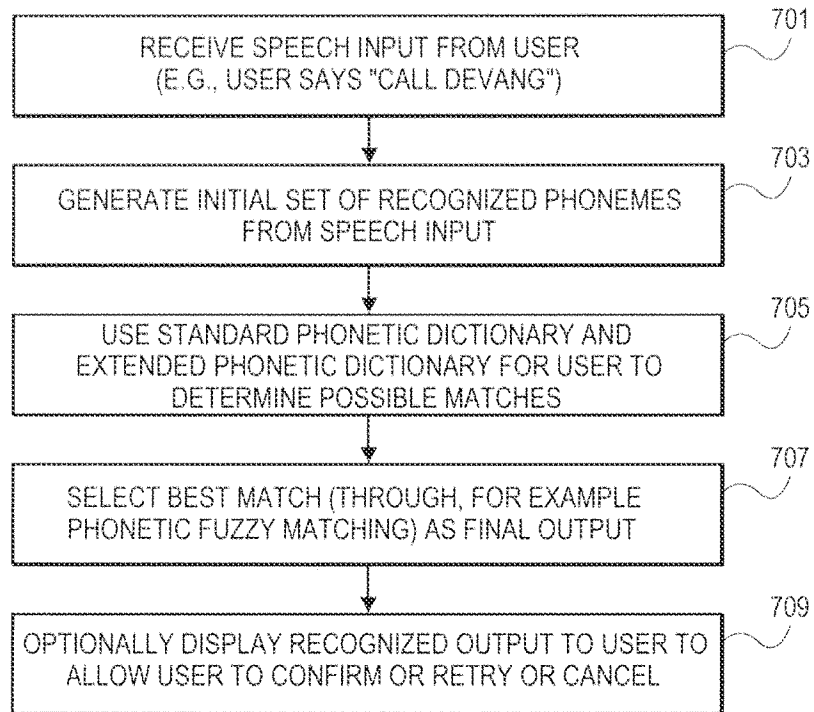 701
RECEIVE SPEECH INPUT FROM USER
(E.G., USER SAYS "CALL DEVANG")
703
GENERATE INITIAL SET OF RECOGNIZED PHONEMES
FROM SPEECH INPUT
705
USE STANDARD PHONETIC DICTIONARY AND
EXTENDED PHONETIC DICTIONARY FOR USER TO
DETERMINE POSSIBLE MATCHES
707
SELECT BEST MATCH (THROUGH, FOR EXAMPLE
PHONETIC FUZZY MATCHING) AS FINAL OUTPUT
709
OPTIONALLY DISPLAY RECOGNIZED OUTPUT TO USER TO
ALLOW USER TO CONFIRM OR RETRY OR CANCEL